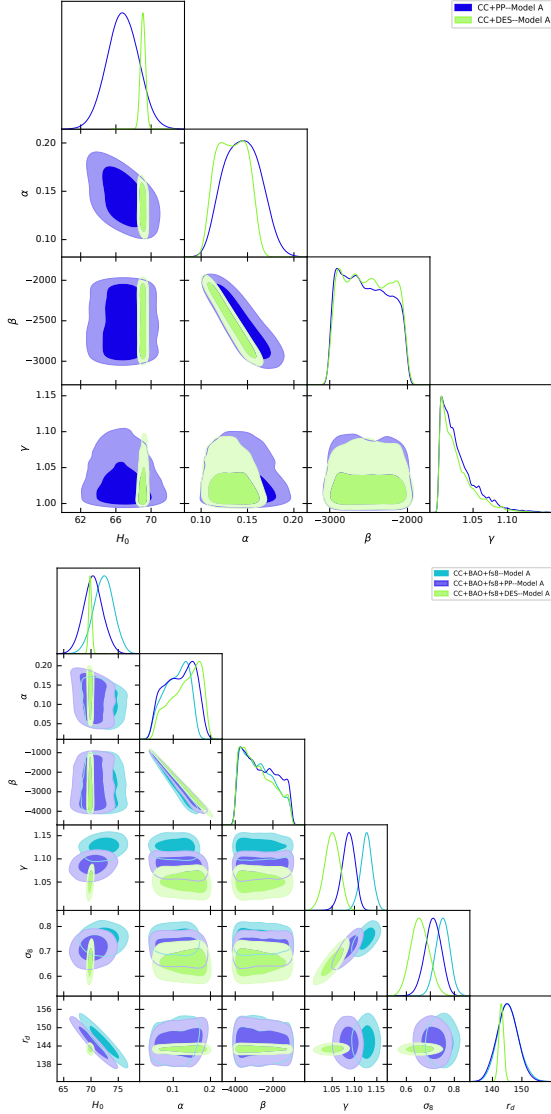 CC+PP--Model A
CC+DES--Model A
0.20
0.15
0.10
α
−2000
−2500
−3000
β
1.15
1.10
1.05
1.00
γ
62 66 70
0.10 0.15 0.20
−3000 −2000
1.05 1.10
H₀ α β γ
CC+BAO+fs8--Model A
CC+BAO+fs8+PP--Model A
CC+BAO+fs8+DES--Model A
0.20
0.15
0.10
0.05
α
−1000
−2000
−3000
−4000
β
1.15
1.10
1.05
γ
0.8
0.7
0.6
σ₈
156
150
144
138
r_d
65 70 75
0.1 0.2
−4000 −2000
1.05 1.10 1.15
0.6 0.7 0.8
140 150
H₀ α β γ σ₈ r_d